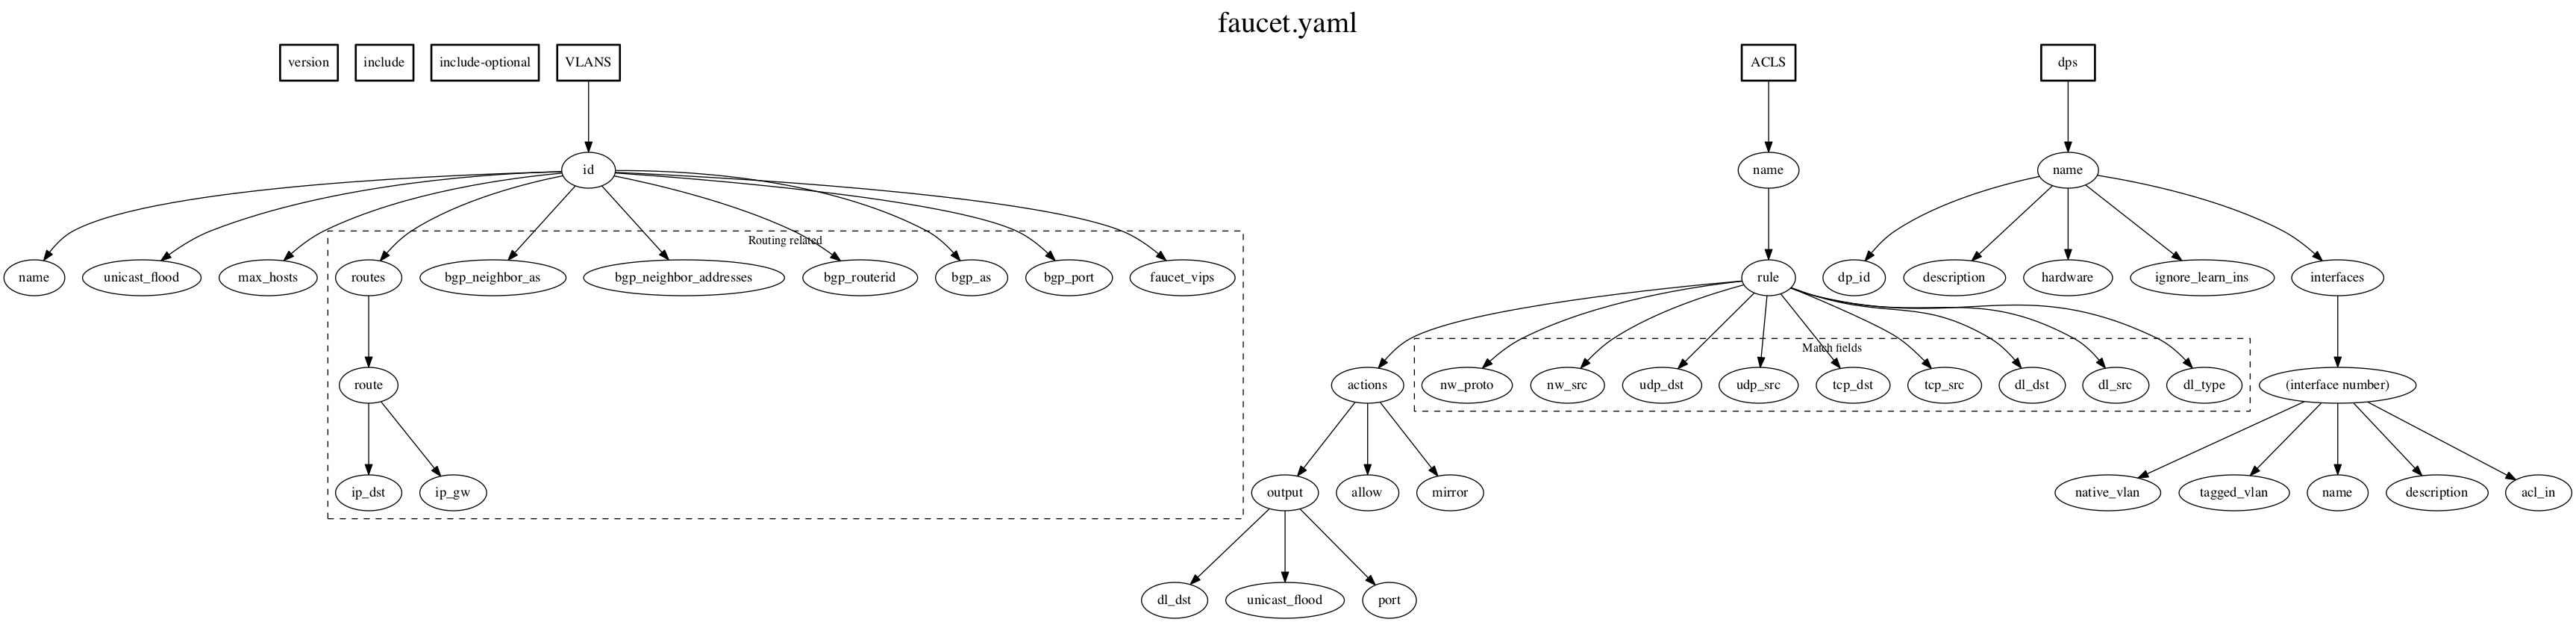 faucet.yaml
version
include
include-optional
VLANS
ACLS
dps
id
name
name
Routing related
name
unicast_flood
max_hosts
routes
bgp_neighbor_as
bgp_neighbor_addresses
bgp_routerid
bgp_as
bgp_port
faucet_vips
rule
dp_id
description
hardware
ignore_learn_ins
interfaces
Match fields
route
actions
nw_proto
nw_src
udp_dst
udp_src
tcp_dst
tcp_src
dl_dst
dl_src
dl_type
(interface number)
ip_dst
ip_gw
output
allow
mirror
native_vlan
tagged_vlan
name
description
acl_in
dl_dst
unicast_flood
port